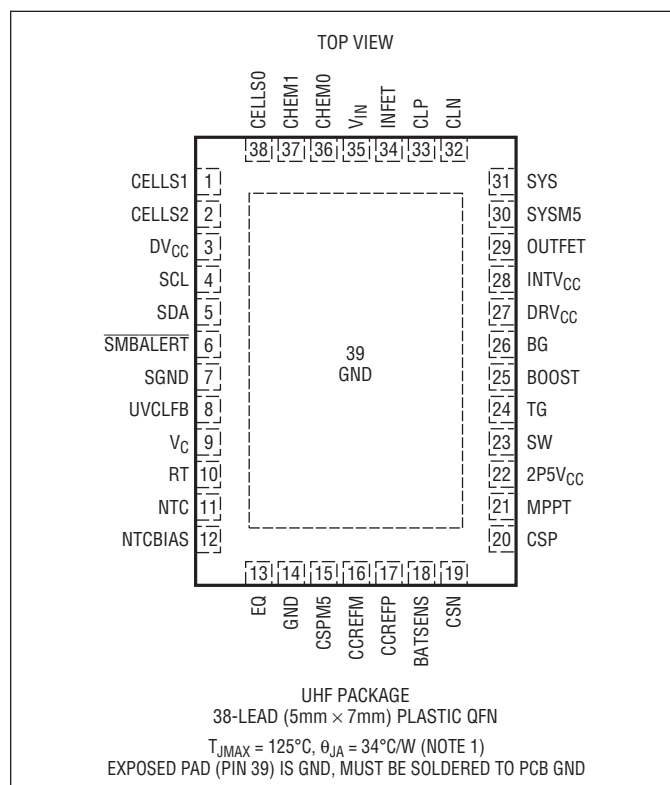 TOP VIEW
CELLS0
CHEM1
CHEM0
VIN
INFET
CLP
CLN
38 37 36 35 34 33 32
CELLS1 1
CELLS2 2
DVCC 3
SCL 4
SDA 5
SMBALERT 6
SGND 7
UVCLFB 8
VC 9
RT 10
NTC 11
NTCBIAS 12
39
GND
31 SYS
30 SYSM5
29 OUTFET
28 INTVCC
27 DRVCC
26 BG
25 BOOST
24 TG
23 SW
22 2P5VCC
21 MPPT
20 CSP
13 14 15 16 17 18 19
EQ
GND
CSPM5
CCREFM
CCREFP
BATSENS
CSN
UHF PACKAGE
38-LEAD (5mm × 7mm) PLASTIC QFN
TJMAX = 125°C, θJA = 34°C/W (NOTE 1)
EXPOSED PAD (PIN 39) IS GND, MUST BE SOLDERED TO PCB GND